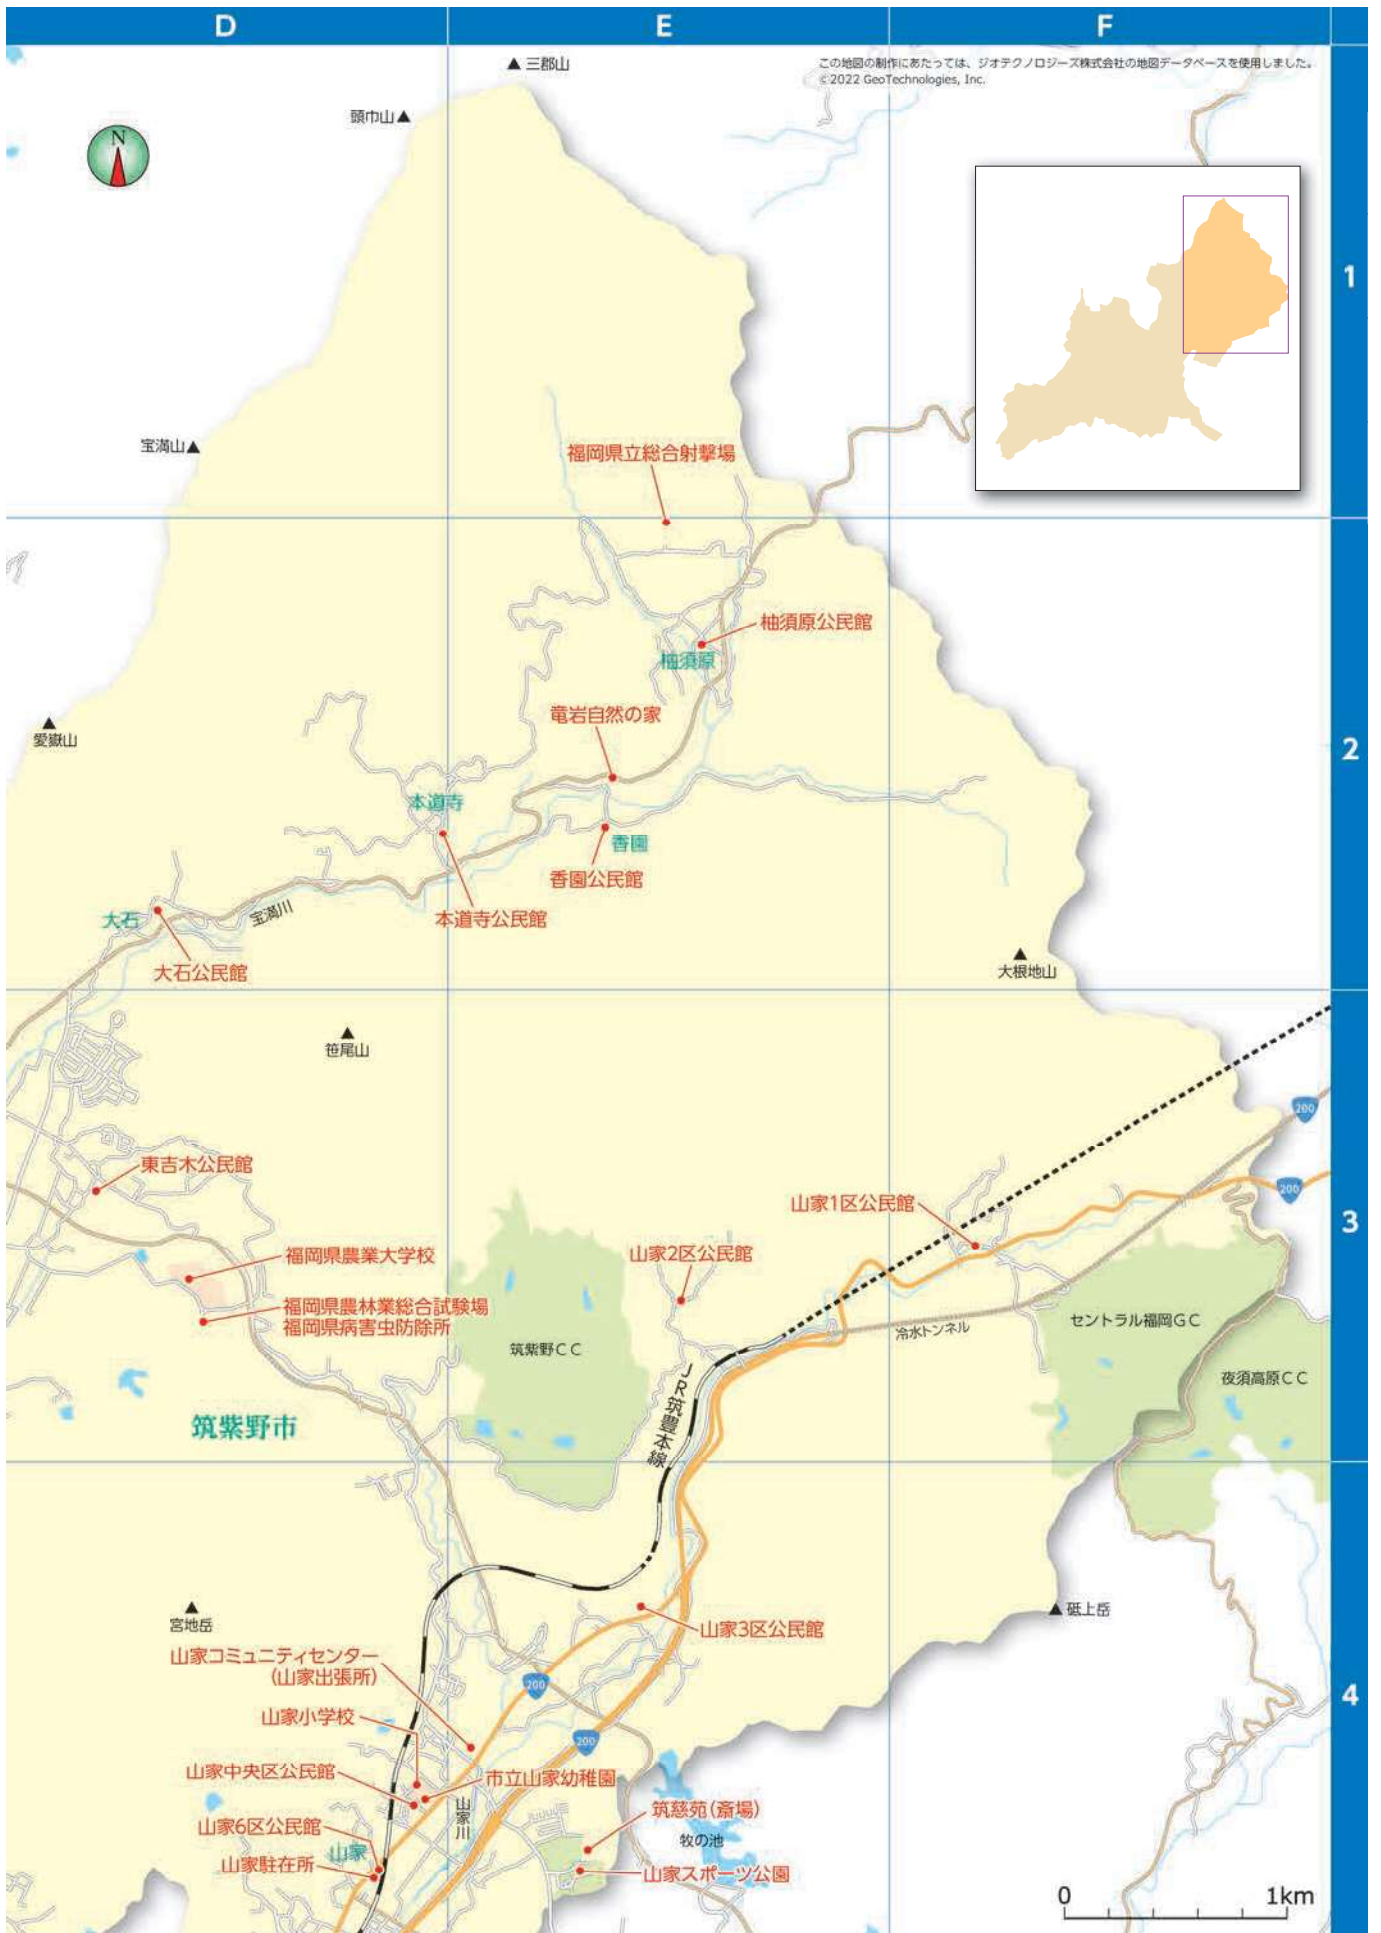 D
E
F
▲三郡山
この地図の制作にあたっては、ジオテクノロジーズ株式会社の地図データベースを使用しました。
©2022 GeoTechnologies, Inc.
頭巾山▲
N
1
宝満山▲
福岡県立総合射撃場
柚須原公民館
柚須原
竜岩自然の家
愛嶽山
2
本道寺
香園
香園公民館
大石
宝満川
本道寺公民館
大石公民館
大根地山
笹尾山
200
東吉木公民館
200
山家1区公民館
3
福岡県農業大学校
山家2区公民館
福岡県農林業総合試験場
福岡県病害虫防除所
筑紫野CC
冷水トンネル
セントラル福岡GC
JR筑豊本線
夜須高原CC
筑紫野市
宮地岳
▲砥上岳
山家3区公民館
山家コミュニティセンター
(山家出張所)
200
4
山家小学校
200
山家中央区公民館
市立山家幼稚園
山家川
筑慈苑(斎場)
山家6区公民館
牧の池
山家
山家駐在所
山家スポーツ公園
0
1km